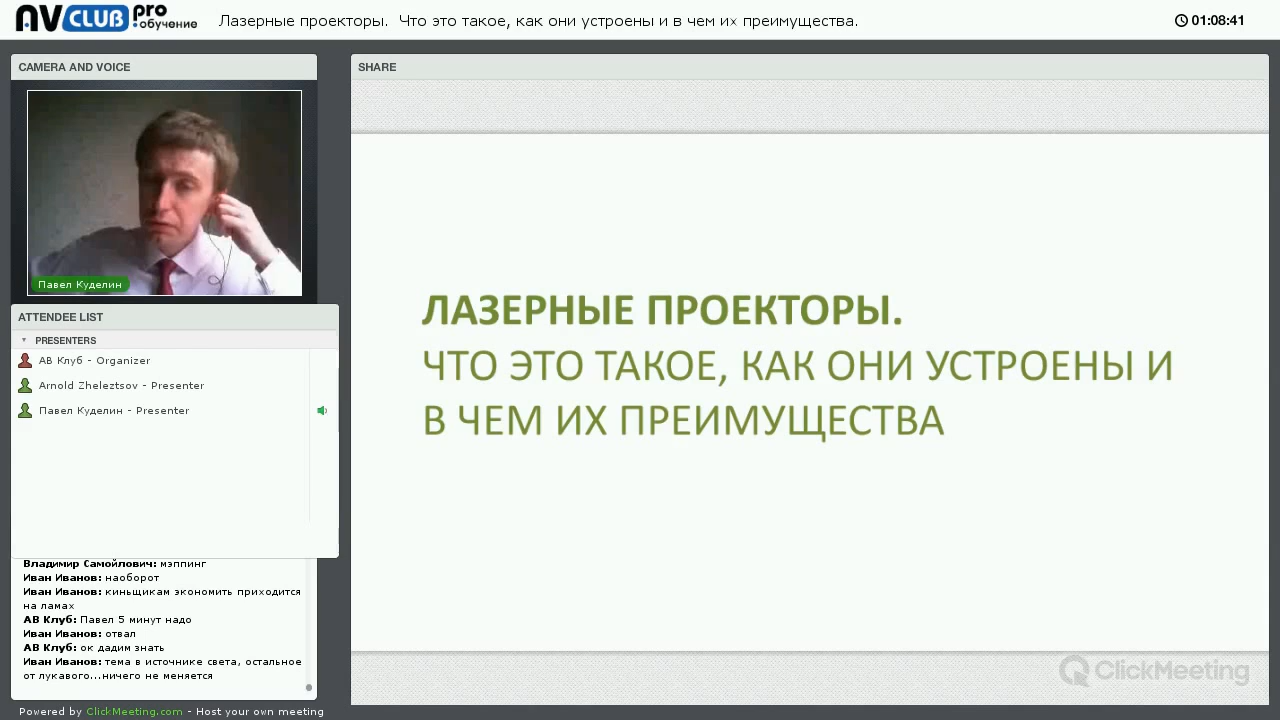 AVCLUB pro :обучение
Лазерные проекторы. Что это такое, как они устроены и в чем их преимущества.
01:08:41
CAMERA AND VOICE
Павел Куделин
ATTENDEE LIST
PRESENTERS
АВ Клуб - Organizer
Arnold Zheleztsov - Presenter
Павел Куделин - Presenter
Владимир Самойлович: мэппинг
Иван Иванов: наоборот
Иван Иванов: киньщикам экономить приходится
на ламах
АВ Клуб: Павел 5 минут надо
Иван Иванов: отвал
АВ Клуб: ок дадим знать
Иван Иванов: тема в источнике света, остальное
от лукавого...ничего не меняется
Powered by ClickMeeting.com - Host your own meeting
SHARE
ЛАЗЕРНЫЕ ПРОЕКТОРЫ.
ЧТО ЭТО ТАКОЕ, КАК ОНИ УСТРОЕНЫ И
В ЧЕМ ИХ ПРЕИМУЩЕСТВА
ClickMeeting